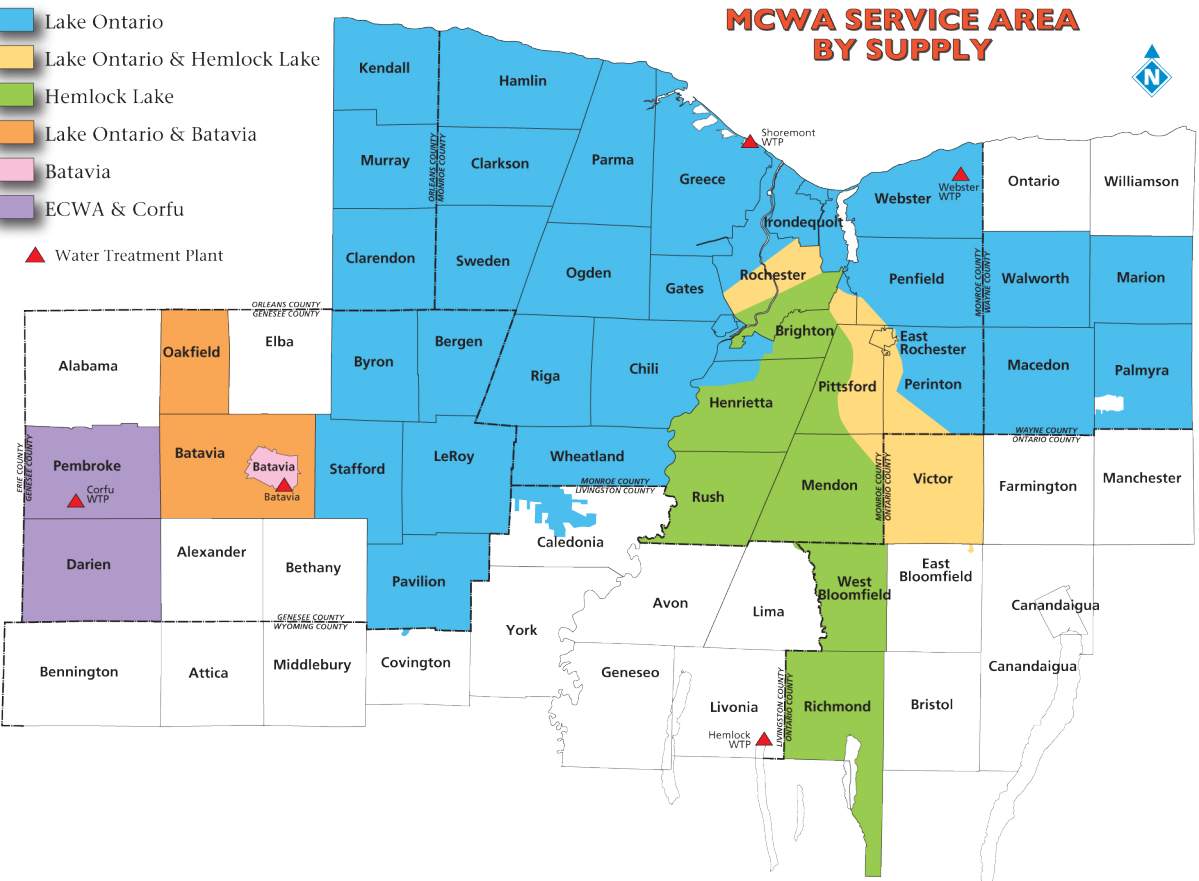 MCWA SERVICE AREA
BY SUPPLY
Lake Ontario
Lake Ontario & Hemlock Lake
Hemlock Lake
Lake Ontario & Batavia
Batavia
ECWA & Corfu
Water Treatment Plant
N
Kendall
Hamlin
Murray
Clarkson
Parma
Greece
Shoremont
WTP
Webster
Webster
WTP
Ontario
Williamson
ORLEANS COUNTY
MONROE COUNTY
Irondequoit
Clarendon
Sweden
Ogden
Gates
Rochester
Penfield
MONROE COUNTY
WAYNE COUNTY
Walworth
Marion
ORLEANS COUNTY
GENESEE COUNTY
Alabama
Oakfield
Elba
Byron
Bergen
Riga
Chili
Brighton
East
Rochester
Pittsford
Perinton
Macedon
Palmyra
Henrietta
WAYNE COUNTY
ONTARIO COUNTY
ERIE COUNTY
GENESEE COUNTY
Pembroke
Corfu
WTP
Batavia
Batavia
Batavia
Stafford
LeRoy
Wheatland
MONROE COUNTY
LIVINGSTON COUNTY
Rush
Mendon
MONROE COUNTY
ONTARIO COUNTY
Victor
Farmington
Manchester
Caledonia
Darien
Alexander
Bethany
Pavilion
GENESEE COUNTY
WYOMING COUNTY
Avon
Lima
West
Bloomfield
East
Bloomfield
Canandaigua
York
Bennington
Attica
Middlebury
Covington
Geneseo
Livonia
Hemlock
WTP
LIVINGSTON COUNTY
ONTARIO COUNTY
Richmond
Bristol
Canandaigua